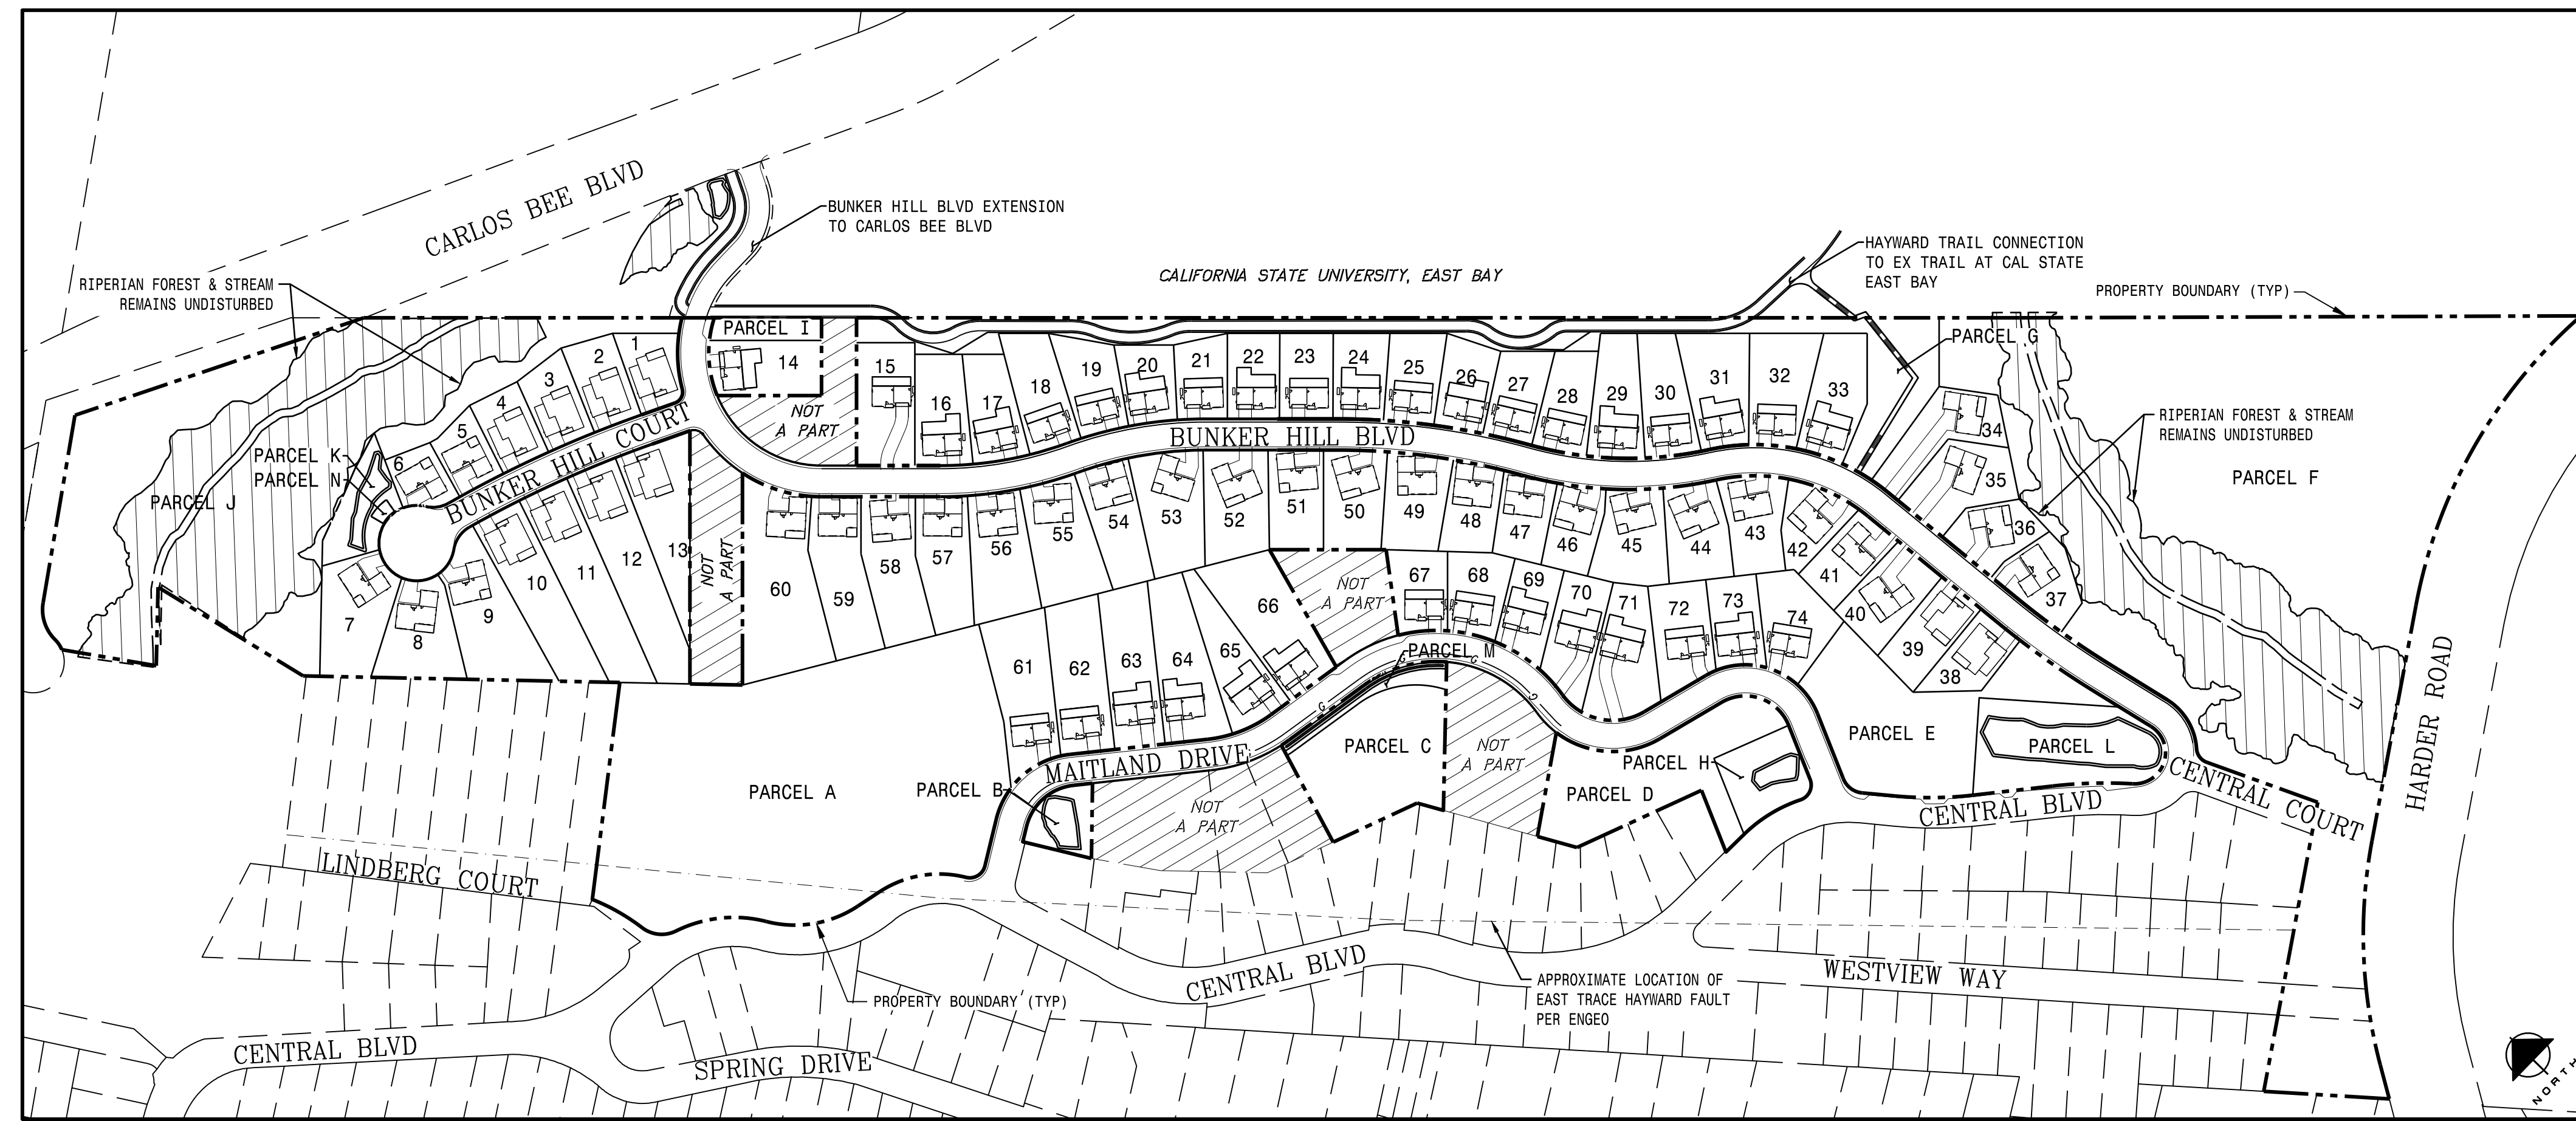 CARLOS BEE BLVD
BUNKER HILL BLVD EXTENSION
TO CARLOS BEE BLVD
CALIFORNIA STATE UNIVERSITY, EAST BAY
HAYWARD TRAIL CONNECTION
TO EX TRAIL AT CAL STATE
EAST BAY
PROPERTY BOUNDARY (TYP)
RIPERIAN FOREST & STREAM
REMAINS UNDISTURBED
PARCEL I
PARCEL G
1
2
3
4
5
6
7
8
9
10
11
12
13
14
15
16
17
18
19
20
21
22
23
24
25
26
27
28
29
30
31
32
33
34
35
36
37
38
39
40
41
42
43
44
45
46
47
48
49
50
51
52
53
54
55
56
57
58
59
60
61
62
63
64
65
66
67
68
69
70
71
72
73
74
NOT
A PART
RIPERIAN FOREST & STREAM
REMAINS UNDISTURBED
PARCEL F
BUNKER HILL BLVD
BUNKER HILL COURT
PARCEL K
PARCEL N
PARCEL J
NOT
A PART
NOT
A PART
PARCEL M
G
G
G
G
PARCEL C
NOT
A PART
PARCEL E
PARCEL L
PARCEL H
PARCEL D
MAITLAND DRIVE
PARCEL A
PARCEL B
NOT
A PART
CENTRAL BLVD
CENTRAL COURT
HARDER ROAD
LINDBERG COURT
CENTRAL BLVD
WESTVIEW WAY
APPROXIMATE LOCATION OF
EAST TRACE HAYWARD FAULT
PER ENGEO
PROPERTY BOUNDARY (TYP)
CENTRAL BLVD
SPRING DRIVE
NORTH